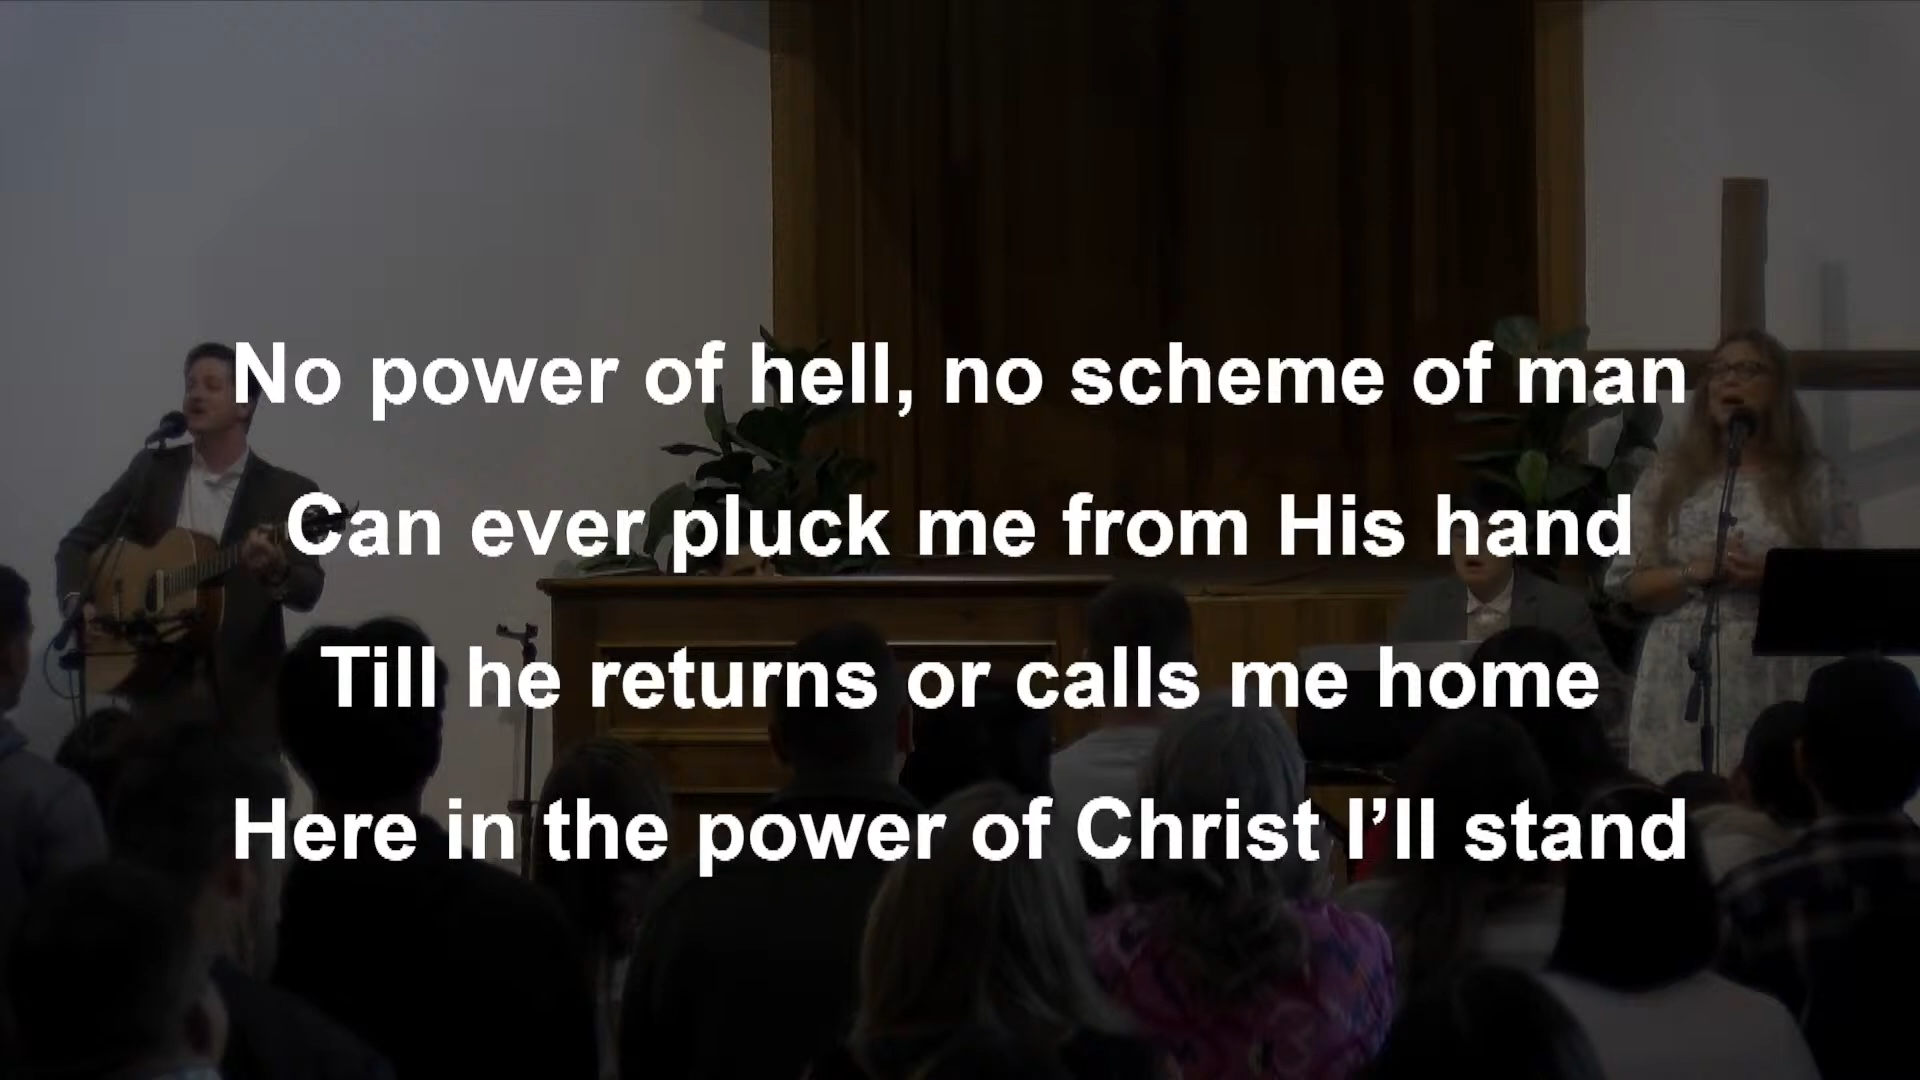 No power of hell, no scheme of man
Can ever pluck me from His hand
Till he returns or calls me home
Here in the power of Christ I’ll stand